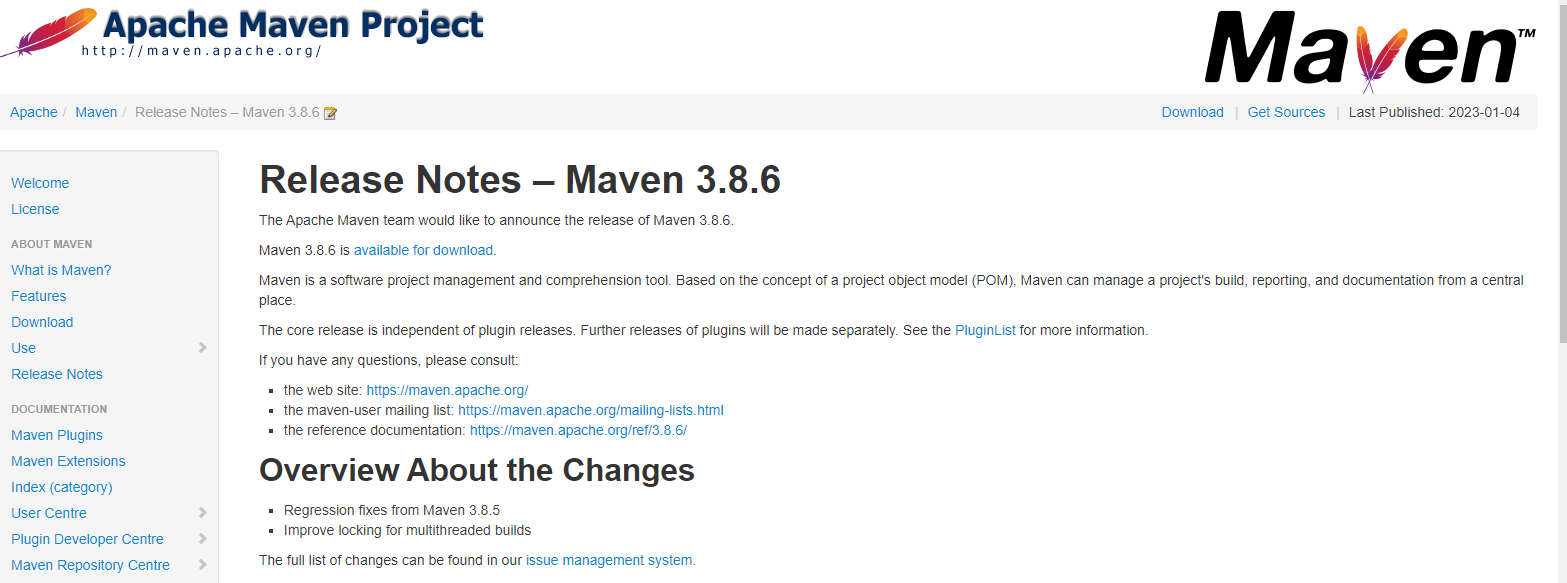 Apache Maven Project
http://maven.apache.org/
Maven™
Apache / Maven / Release Notes – Maven 3.8.6
Download | Get Sources | Last Published: 2023-01-04
Welcome
License
ABOUT MAVEN
What is Maven?
Features
Download
Use
Release Notes
DOCUMENTATION
Maven Plugins
Maven Extensions
Index (category)
User Centre
Plugin Developer Centre
Maven Repository Centre
Release Notes – Maven 3.8.6
The Apache Maven team would like to announce the release of Maven 3.8.6.
Maven 3.8.6 is available for download.
Maven is a software project management and comprehension tool. Based on the concept of a project object model (POM), Maven can manage a project's build, reporting, and documentation from a central
place.
The core release is independent of plugin releases. Further releases of plugins will be made separately. See the PluginList for more information.
If you have any questions, please consult:
the web site: https://maven.apache.org/
the maven-user mailing list: https://maven.apache.org/mailing-lists.html
the reference documentation: https://maven.apache.org/ref/3.8.6/
Overview About the Changes
Regression fixes from Maven 3.8.5
Improve locking for multithreaded builds
The full list of changes can be found in our issue management system.